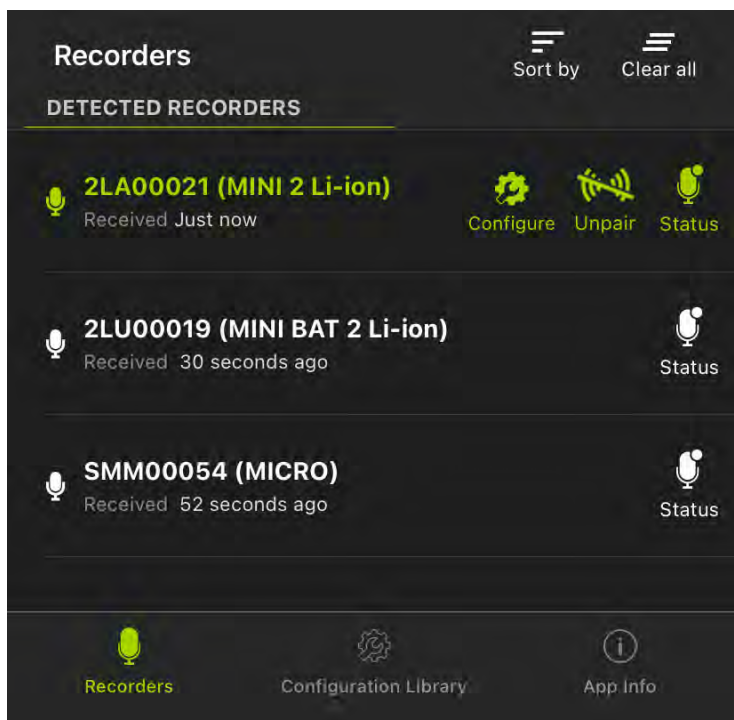 Recorders
Sort by
Clear all
DETECTED RECORDERS
2LA00021 (MINI 2 Li-ion)
Received Just now
Configure
Unpair
Status
2LU00019 (MINI BAT 2 Li-ion)
Received 30 seconds ago
Status
SMM00054 (MICRO)
Received 52 seconds ago
Status
Recorders
Configuration Library
App Info